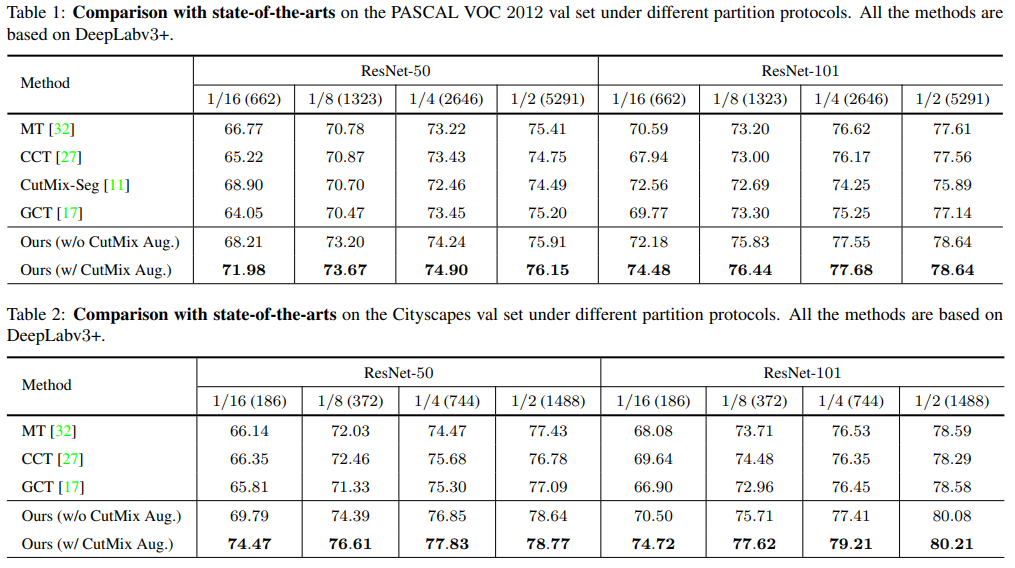 Table 1: Comparison with state-of-the-arts on the PASCAL VOC 2012 val set under different partition protocols. All the methods are
based on DeepLabv3+.
Method ResNet-50 ResNet-101
1/16 (662) 1/8 (1323) 1/4 (2646) 1/2 (5291) 1/16 (662) 1/8 (1323) 1/4 (2646) 1/2 (5291)
MT [32] 66.77 70.78 73.22 75.41 70.59 73.20 76.62 77.61
CCT [27] 65.22 70.87 73.43 74.75 67.94 73.00 76.17 77.56
CutMix-Seg [11] 68.90 70.70 72.46 74.49 72.56 72.69 74.25 75.89
GCT [17] 64.05 70.47 73.45 75.20 69.77 73.30 75.25 77.14
Ours (w/o CutMix Aug.) 68.21 73.20 74.24 75.91 72.18 75.83 77.55 78.64
Ours (w/ CutMix Aug.) 71.98 73.67 74.90 76.15 74.48 76.44 77.68 78.64
Table 2: Comparison with state-of-the-arts on the Cityscapes val set under different partition protocols. All the methods are based on
DeepLabv3+.
Method ResNet-50 ResNet-101
1/16 (186) 1/8 (372) 1/4 (744) 1/2 (1488) 1/16 (186) 1/8 (372) 1/4 (744) 1/2 (1488)
MT [32] 66.14 72.03 74.47 77.43 68.08 73.71 76.53 78.59
CCT [27] 66.35 72.46 75.68 76.78 69.64 74.48 76.35 78.29
GCT [17] 65.81 71.33 75.30 77.09 66.90 72.96 76.45 78.58
Ours (w/o CutMix Aug.) 69.79 74.39 76.85 78.64 70.50 75.71 77.41 80.08
Ours (w/ CutMix Aug.) 74.47 76.61 77.83 78.77 74.72 77.62 79.21 80.21